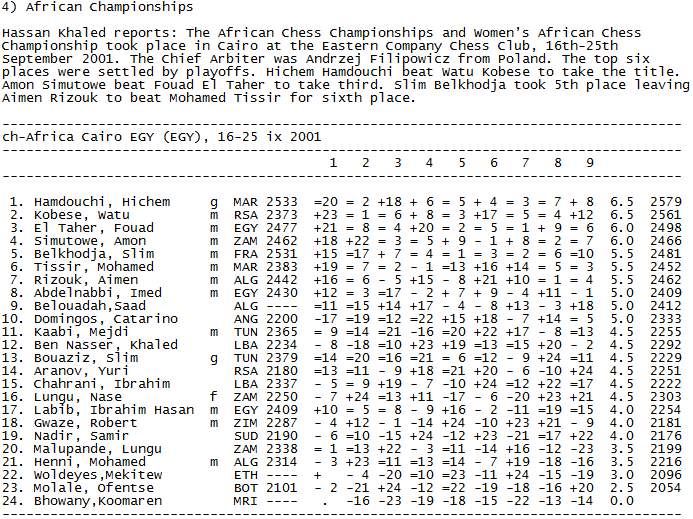 4) African Championships
Hassan Khaled reports: The African Chess Championships and Women's African Chess
Championship took place in Cairo at the Eastern Company Chess Club, 16th-25th
September 2001. The Chief Arbiter was Andrzej Filipowicz from Poland. The top six
places were settled by playoffs. Hichem Hamdouchi beat Watu Kobese to take the title.
Amon Simutowe beat Fouad El Taher to take third. Slim Belkhodja took 5th place leaving
Aimen Rizouk to beat Mohamed Tissir for sixth place.
--------------------------------------------------------------------------------------
ch-Africa Cairo EGY (EGY), 16-25 ix 2001
--------------------------------------------------------------------------------------
1 2 3 4 5 6 7 8 9
--------------------------------------------------------------------------------------
1. Hamdouchi, Hichem g MAR 2533 =20 = 2 +18 + 6 = 5 + 4 = 3 = 7 + 8 6.5 2579
2. Kobese, Watu m RSA 2373 +23 = 1 = 6 + 8 = 3 +17 = 5 = 4 +12 6.5 2561
3. El Taher, Fouad m EGY 2477 +21 = 8 = 4 +20 = 2 = 5 = 1 + 9 = 6 6.0 2498
4. Simutowe, Amon m ZAM 2462 +18 +22 = 3 = 5 + 9 - 1 + 8 = 2 = 7 6.0 2466
5. Belkhodja, Slim m FRA 2531 +15 =17 + 7 = 4 = 1 = 3 = 2 = 6 =10 5.5 2481
6. Tissir, Mohamed m MAR 2383 +19 = 7 = 2 - 1 =13 +16 +14 = 5 = 3 5.5 2452
7. Rizouk, Aimen m ALG 2442 +16 = 6 - 5 +15 - 8 +21 +10 = 1 = 4 5.5 2462
8. Abdelnabbi, Imed m EGY 2430 +12 = 3 =17 - 2 + 7 + 9 - 4 +11 - 1 5.0 2409
9. Belouadah,Saad ALG ---- =11 =15 +14 +17 - 4 - 8 +13 - 3 +18 5.0 2412
10. Domingos, Catarino ANG 2200 -17 =19 =12 =22 +15 +18 - 7 +14 = 5 5.0 2333
11. Kaabi, Mejdi m TUN 2365 = 9 =14 =21 -16 =20 +22 +17 - 8 =13 4.5 2255
12. Ben Nasser, Khaled LBA 2234 - 8 -18 =10 +23 +19 =13 =15 +20 - 2 4.5 2292
13. Bouaziz, Slim g TUN 2379 =14 =20 =16 =21 = 6 =12 - 9 +24 =11 4.5 2229
14. Aranov, Yuri RSA 2180 =13 =11 - 9 +18 =21 +20 - 6 -10 +24 4.5 2251
15. Chahrani, Ibrahim LBA 2337 - 5 = 9 +19 - 7 -10 +24 =12 +22 =17 4.5 2222
16. Lungu, Nase f ZAM 2250 - 7 +24 =13 +11 -17 - 6 -20 +23 +21 4.5 2303
17. Labib, Ibrahim Hasan m EGY 2409 +10 = 5 = 8 - 9 +16 - 2 -11 =19 =15 4.0 2254
18. Gwaze, Robert m ZIM 2287 - 4 +12 - 1 -14 +24 -10 +23 +21 - 9 4.0 2181
19. Nadir, Samir SUD 2190 - 6 =10 -15 +24 -12 +23 -21 =17 +22 4.0 2176
20. Malupande, Lungu ZAM 2338 = 1 =13 +22 - 3 =11 -14 +16 -12 -23 3.5 2199
21. Henni, Mohamed m ALG 2314 - 3 +23 =11 =13 =14 - 7 +19 -18 -16 3.5 2216
22. Woldeyes,Mekitew ETH ---- + - 4 -20 =10 =23 -11 +24 -15 -19 3.0 2096
23. Molale, Ofentse BOT 2101 - 2 -21 +24 -12 =22 -19 -18 -16 +20 2.5 2054
24. Bhowany,Koomaren MRI ---- . -16 -23 -19 -18 -15 -22 -13 -14 0.0
--------------------------------------------------------------------------------------